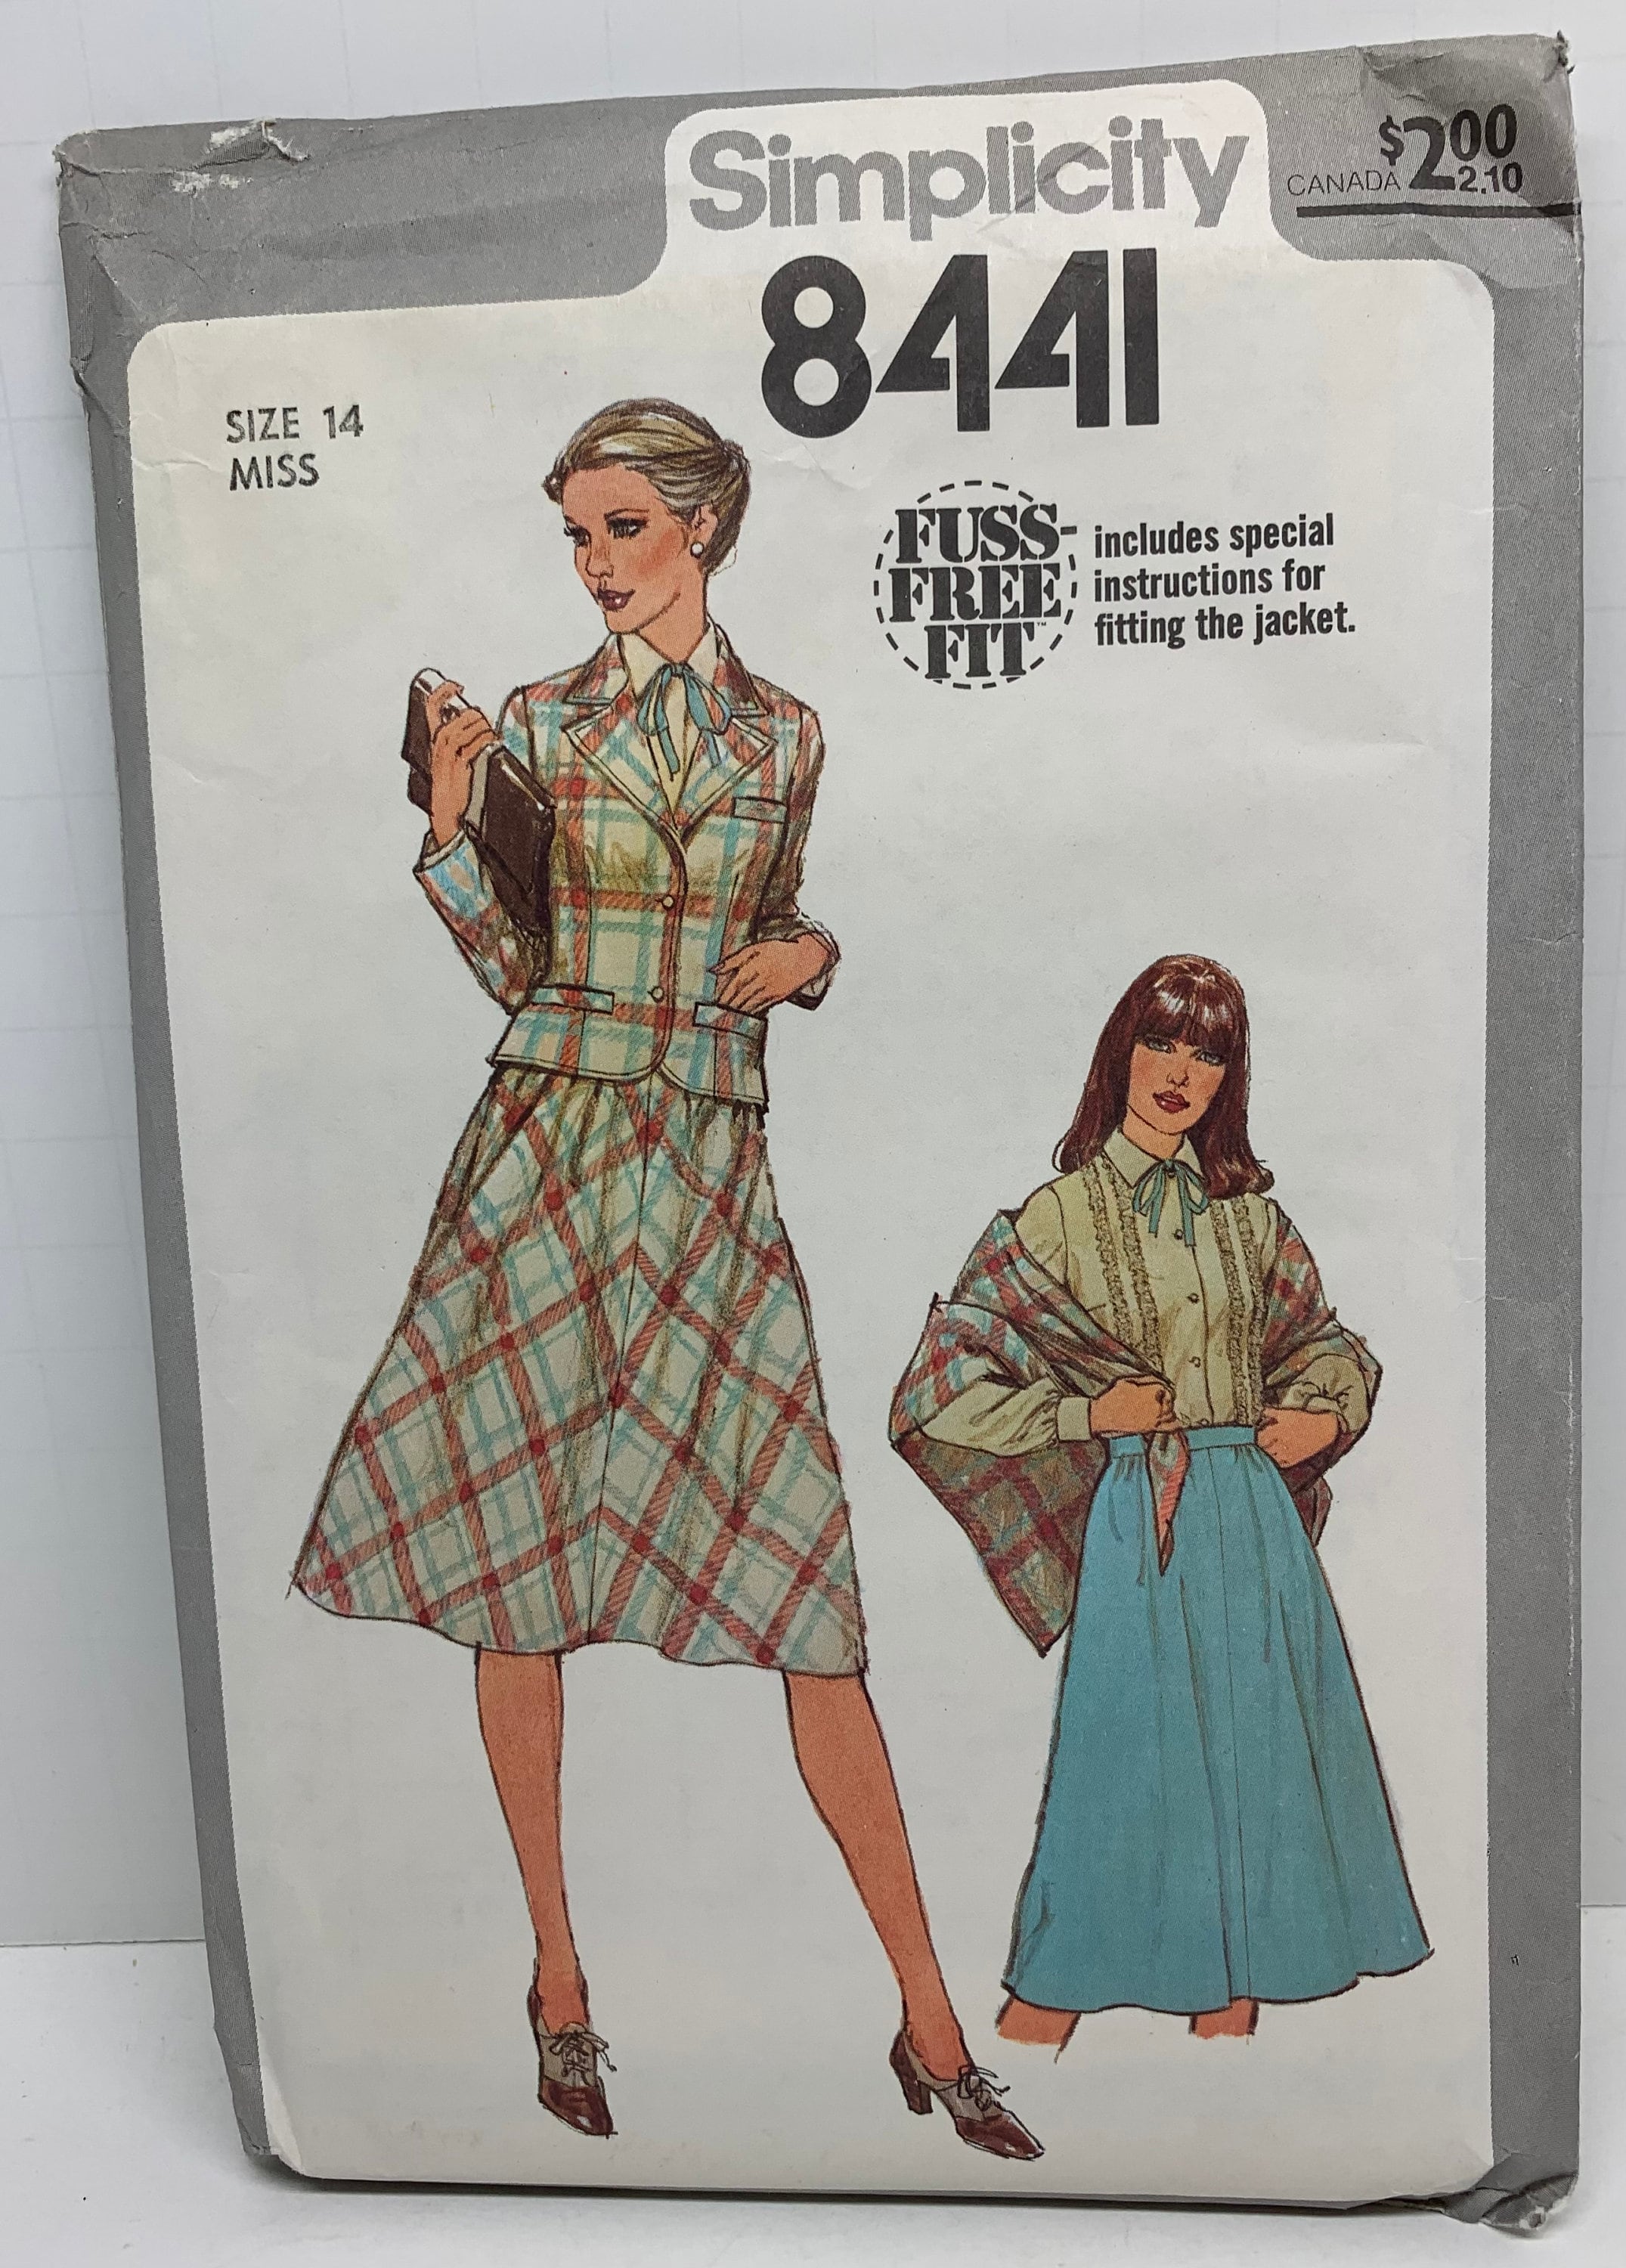 Simplicity
$2.00
CANADA 2.10
8441
SIZE 14
MISS
FUSS-
FREE
FIT™
includes special
instructions for
fitting the jacket.